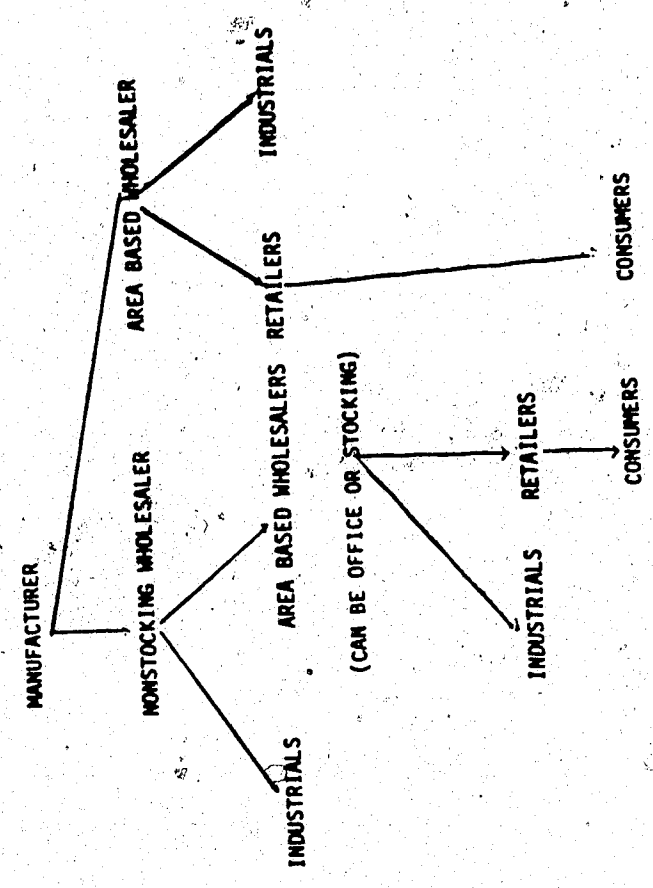 MANUFACTURER
NONSTOCKING WHOLESALER
AREA BASED WHOLESALER
INDUSTRIALS
AREA BASED WHOLESALERS
(CAN BE OFFICE OR STOCKING)
RETAILERS
INDUSTRIALS
INDUSTRIALS
RETAILERS
CONSUMERS
CONSUMERS